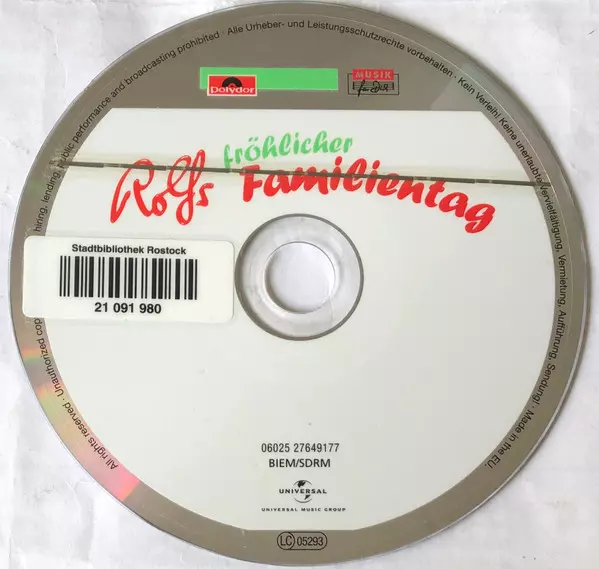 All rights reserved · Unauthorized cop
hiring, lending, public performance and broadcasting prohibited · Alle Urheber- und Leistungsschutzrechte vorbehalten · Kein Verleih! Keine unerlaubte Vervielfältigung, Vermietung, Aufführung, Sendung! · Made in the EU.
polydor
MUSIK
für Dich
fröhlicher
Rolfs Familientag
Stadtbibliothek Rostock
21 091 980
06025 27649177
BIEM/SDRM
UNIVERSAL
UNIVERSAL MUSIC GROUP
LC 05293